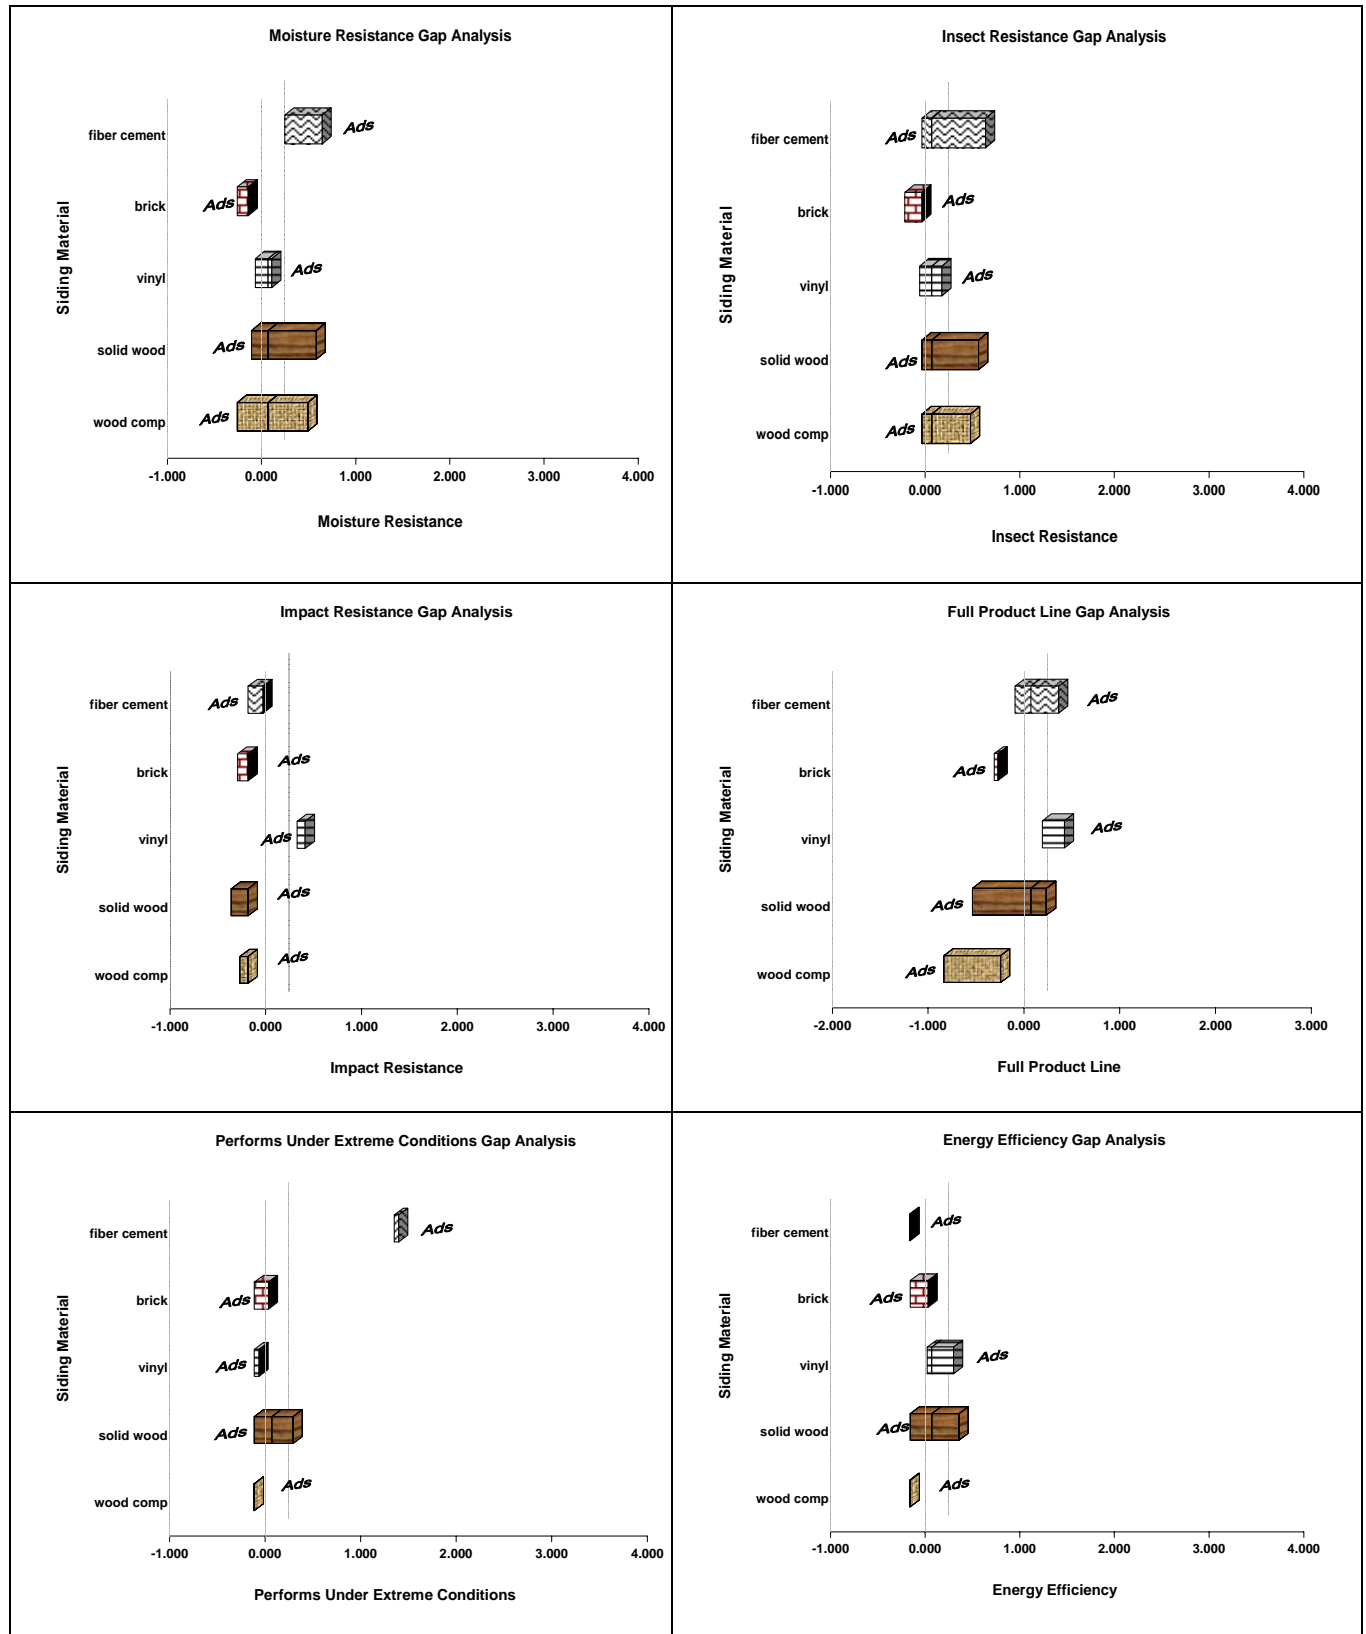 Moisture Resistance Gap Analysis
Siding Material
fiber cement
Ads
brick
Ads
vinyl
Ads
solid wood
Ads
wood comp
Ads
-1.000 0.000 1.000 2.000 3.000 4.000
Moisture Resistance
Insect Resistance Gap Analysis
Siding Material
fiber cement
Ads
brick
Ads
vinyl
Ads
solid wood
Ads
wood comp
Ads
-1.000 0.000 1.000 2.000 3.000 4.000
Insect Resistance
Impact Resistance Gap Analysis
Siding Material
fiber cement
Ads
brick
Ads
vinyl
Ads
solid wood
Ads
wood comp
Ads
-1.000 0.000 1.000 2.000 3.000 4.000
Impact Resistance
Full Product Line Gap Analysis
Siding Material
fiber cement
Ads
brick
Ads
vinyl
Ads
solid wood
Ads
wood comp
Ads
-2.000 -1.000 0.000 1.000 2.000 3.000
Full Product Line
Performs Under Extreme Conditions Gap Analysis
Siding Material
fiber cement
Ads
brick
Ads
vinyl
Ads
solid wood
Ads
wood comp
Ads
-1.000 0.000 1.000 2.000 3.000 4.000
Performs Under Extreme Conditions
Energy Efficiency Gap Analysis
Siding Material
fiber cement
Ads
brick
Ads
vinyl
Ads
solid wood
Ads
wood comp
Ads
-1.000 0.000 1.000 2.000 3.000 4.000
Energy Efficiency